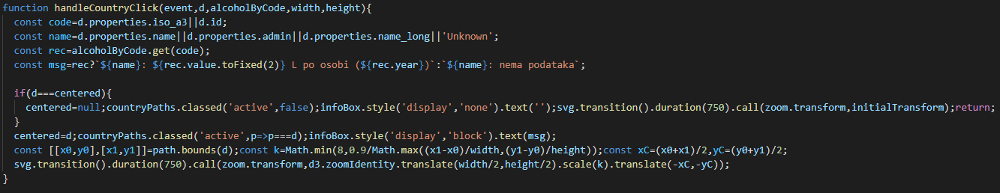 function handleCountryClick(event,d,alcoholByCode,width,height){
  const code=d.properties.iso_a3||d.id;
  const name=d.properties.name||d.properties.admin||d.properties.name_long||'Unknown';
  const rec=alcoholByCode.get(code);
  const msg=rec?`${name}: ${rec.value.toFixed(2)} L po osobi (${rec.year})`:`${name}: nema podataka`;

  if(d===centered){
    centered=null;countryPaths.classed('active',false);infoBox.style('display','none').text('');svg.transition().duration(750).call(zoom.transform,initialTransform);return;
  }
  centered=d;countryPaths.classed('active',p=>p===d);infoBox.style('display','block').text(msg);
  const [[x0,y0],[x1,y1]]=path.bounds(d);const k=Math.min(8,0.9/Math.max((x1-x0)/width,(y1-y0)/height));const xC=(x0+x1)/2,yC=(y0+y1)/2;
  svg.transition().duration(750).call(zoom.transform,d3.zoomIdentity.translate(width/2,height/2).scale(k).translate(-xC,-yC));
}